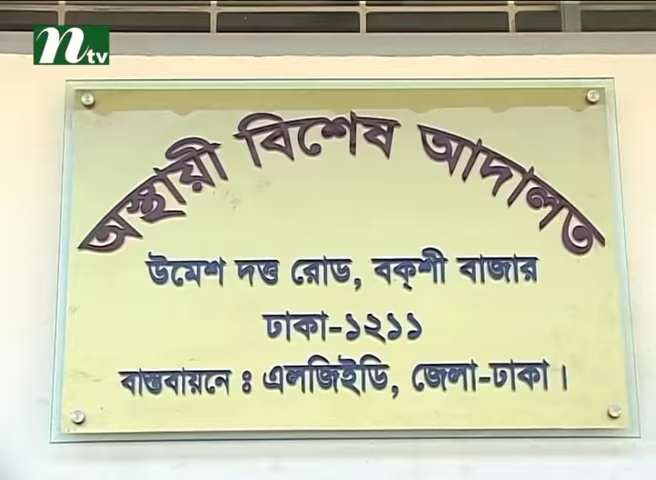 ntv
অস্থায়ী বিশেষ আদালত
উমেশ দত্ত রোড, বক্‌শী বাজার
ঢাকা-১২১১
বাস্তবায়নে ঃ এলজিইডি, জেলা-ঢাকা।